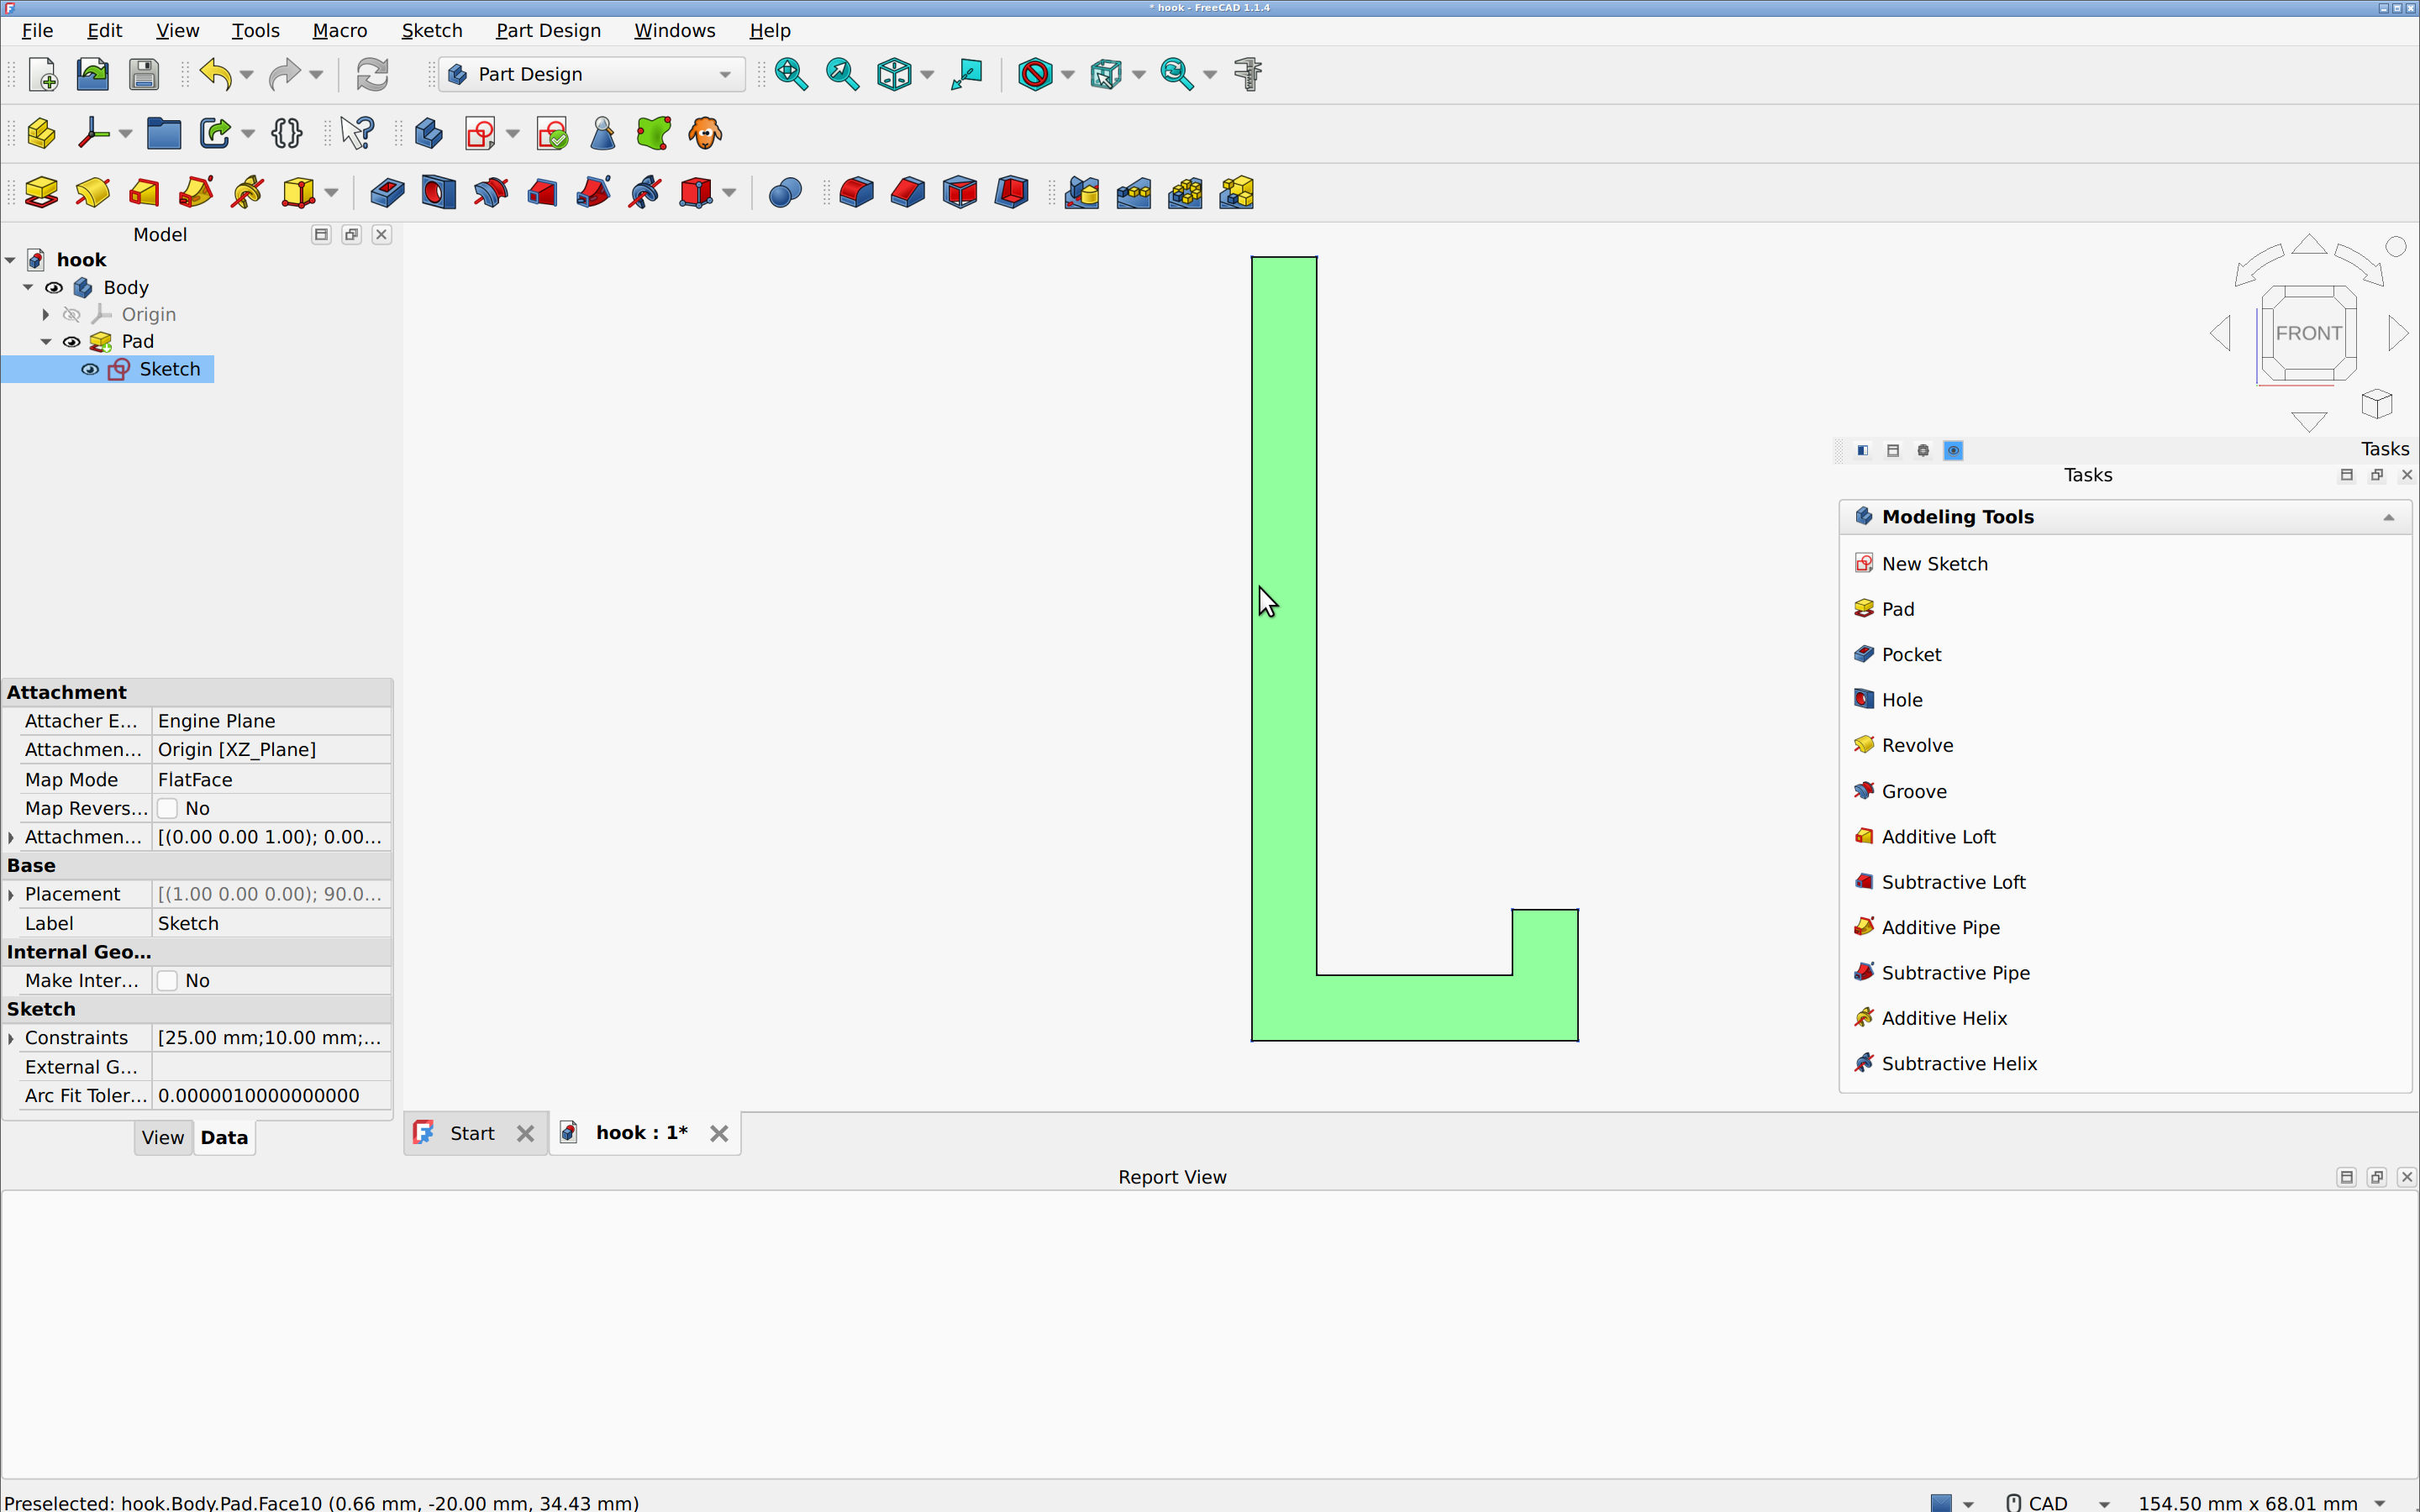 * hook - FreeCAD 1.1.4
File Edit View Tools Macro Sketch Part Design Windows Help
Part Design
Model
hook
Body
Origin
Pad
Sketch
FRONT
Tasks
Tasks
Modeling Tools
New Sketch
Pad
Pocket
Hole
Revolve
Groove
Additive Loft
Subtractive Loft
Additive Pipe
Subtractive Pipe
Additive Helix
Subtractive Helix
Attachment
Attacher E... Engine Plane
Attachmen... Origin [XZ_Plane]
Map Mode FlatFace
Map Revers... No
Attachmen... [(0.00 0.00 1.00); 0.00...
Base
Placement [(1.00 0.00 0.00); 90.0...
Label Sketch
Internal Geo...
Make Inter... No
Sketch
Constraints [25.00 mm;10.00 mm;...
External G...
Arc Fit Toler... 0.0000010000000000
View Data
Start hook : 1*
Report View
Preselected: hook.Body.Pad.Face10 (0.66 mm, -20.00 mm, 34.43 mm)
CAD 154.50 mm x 68.01 mm